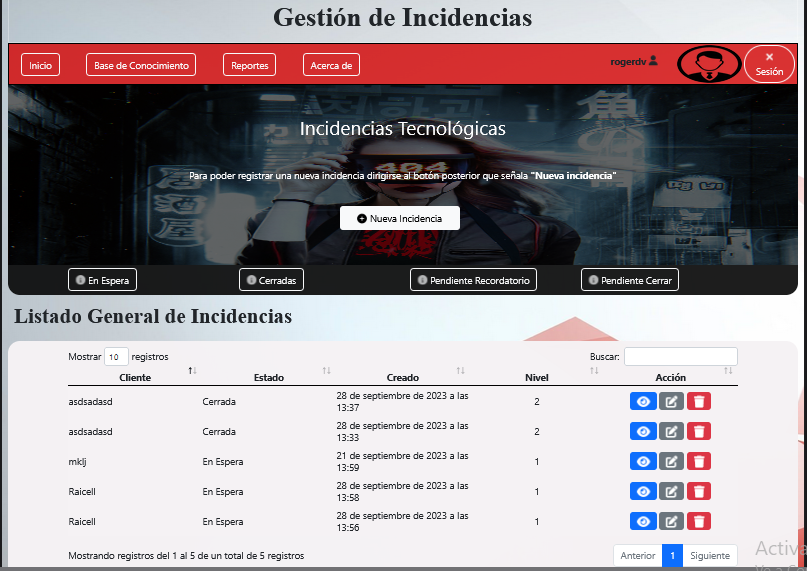 Gestión de Incidencias
Inicio
Base de Conocimiento
Reportes
Acerca de
rogerdv
×
Sesión
Incidencias Tecnológicas
404
Para poder registrar una nueva incidencia dirigirse al botón posterior que señala "Nueva incidencia"
Nueva Incidencia
En Espera
Cerradas
Pendiente Recordatorio
Pendiente Cerrar
Listado General de Incidencias
Mostrar 10 registros
Buscar:
Cliente Estado Creado Nivel Acción
asdsadasd Cerrada 28 de septiembre de 2023 a las 13:37 2
asdsadasd Cerrada 28 de septiembre de 2023 a las 13:33 2
mklj En Espera 21 de septiembre de 2023 a las 13:59 1
Raicell En Espera 28 de septiembre de 2023 a las 13:58 1
Raicell En Espera 28 de septiembre de 2023 a las 13:56 1
Mostrando registros del 1 al 5 de un total de 5 registros
Anterior 1 Siguiente
Activa